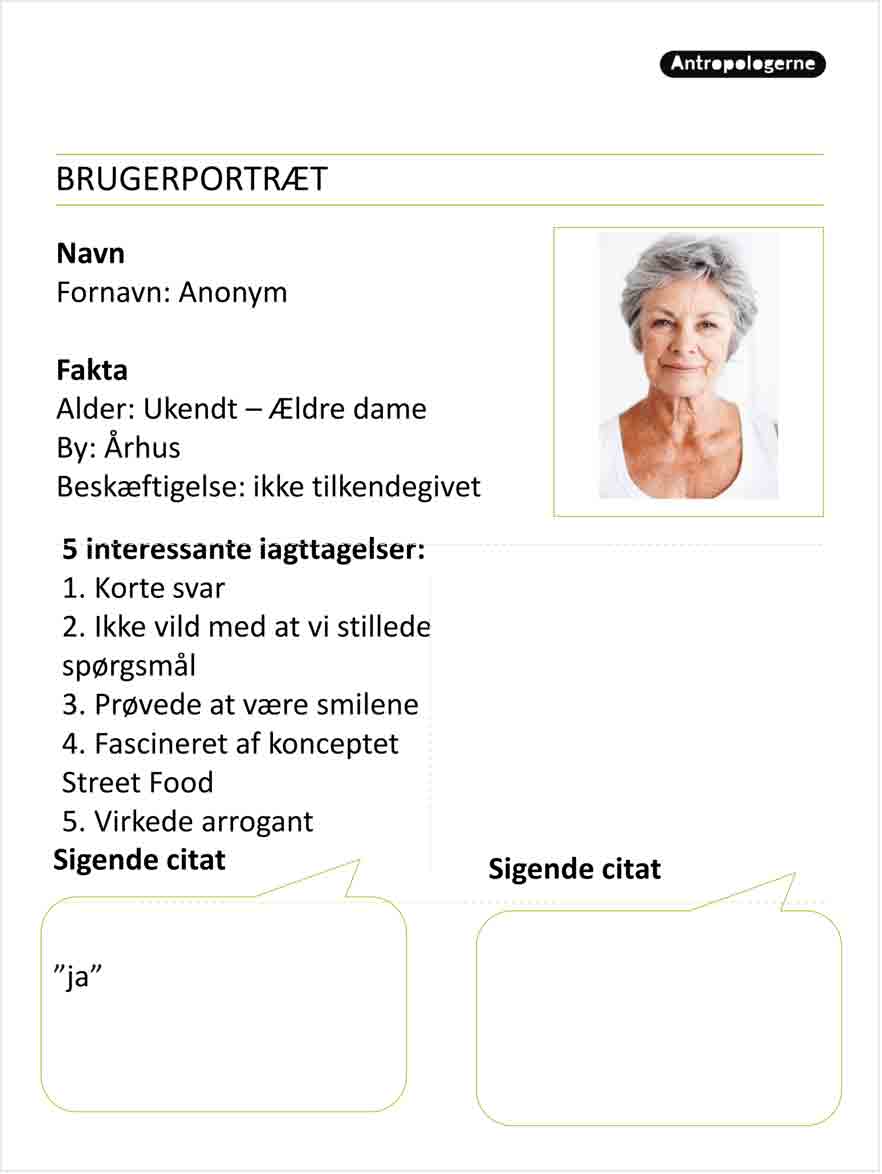 Antropologerne
BRUGERPORTRÆT
Navn
Fornavn: Anonym
Fakta
Alder: Ukendt – Ældre dame
By: Århus
Beskæftigelse: ikke tilkendegivet
5 interessante iagttagelser:
1. Korte svar
2. Ikke vild med at vi stillede
spørgsmål
3. Prøvede at være smilene
4. Fascineret af konceptet
Street Food
5. Virkede arrogant
Sigende citat
”ja”
Sigende citat